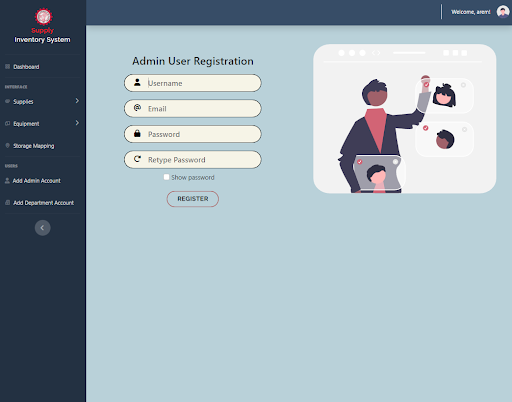 Supply
Inventory System
Welcome, arem!
Dashboard
INTERFACE
Supplies
Equipment
Storage Mapping
USERS
Add Admin Account
Add Department Account
Admin User Registration
Username
Email
Password
Retype Password
Show password
REGISTER